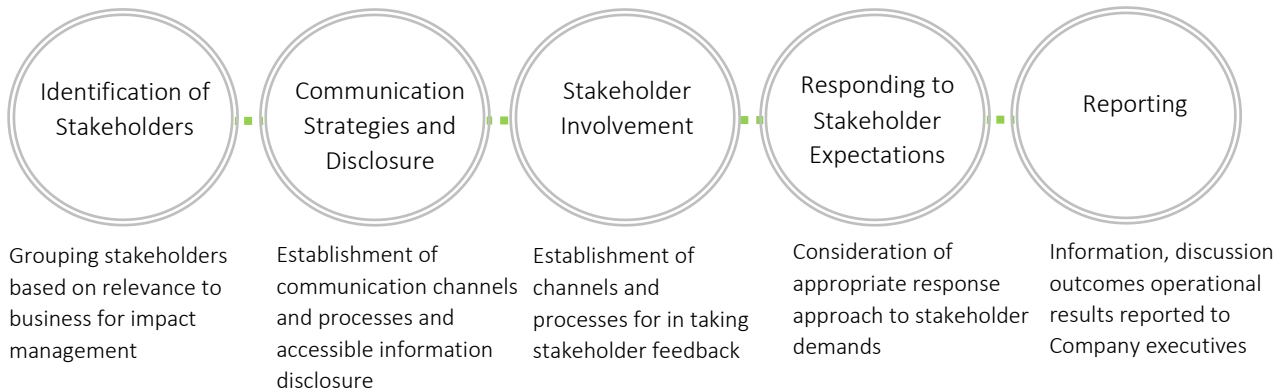 Identification of
Stakeholders
Communication
Strategies and
Disclosure
Stakeholder
Involvement
Responding to
Stakeholder
Expectations
Reporting
Grouping stakeholders
based on relevance to
business for impact
management
Establishment of
communication channels
and processes and
accessible information
disclosure
Establishment of
channels and
processes for in taking
stakeholder feedback
Consideration of
appropriate response
approach to stakeholder
demands
Information, discussion
outcomes operational
results reported to
Company executives